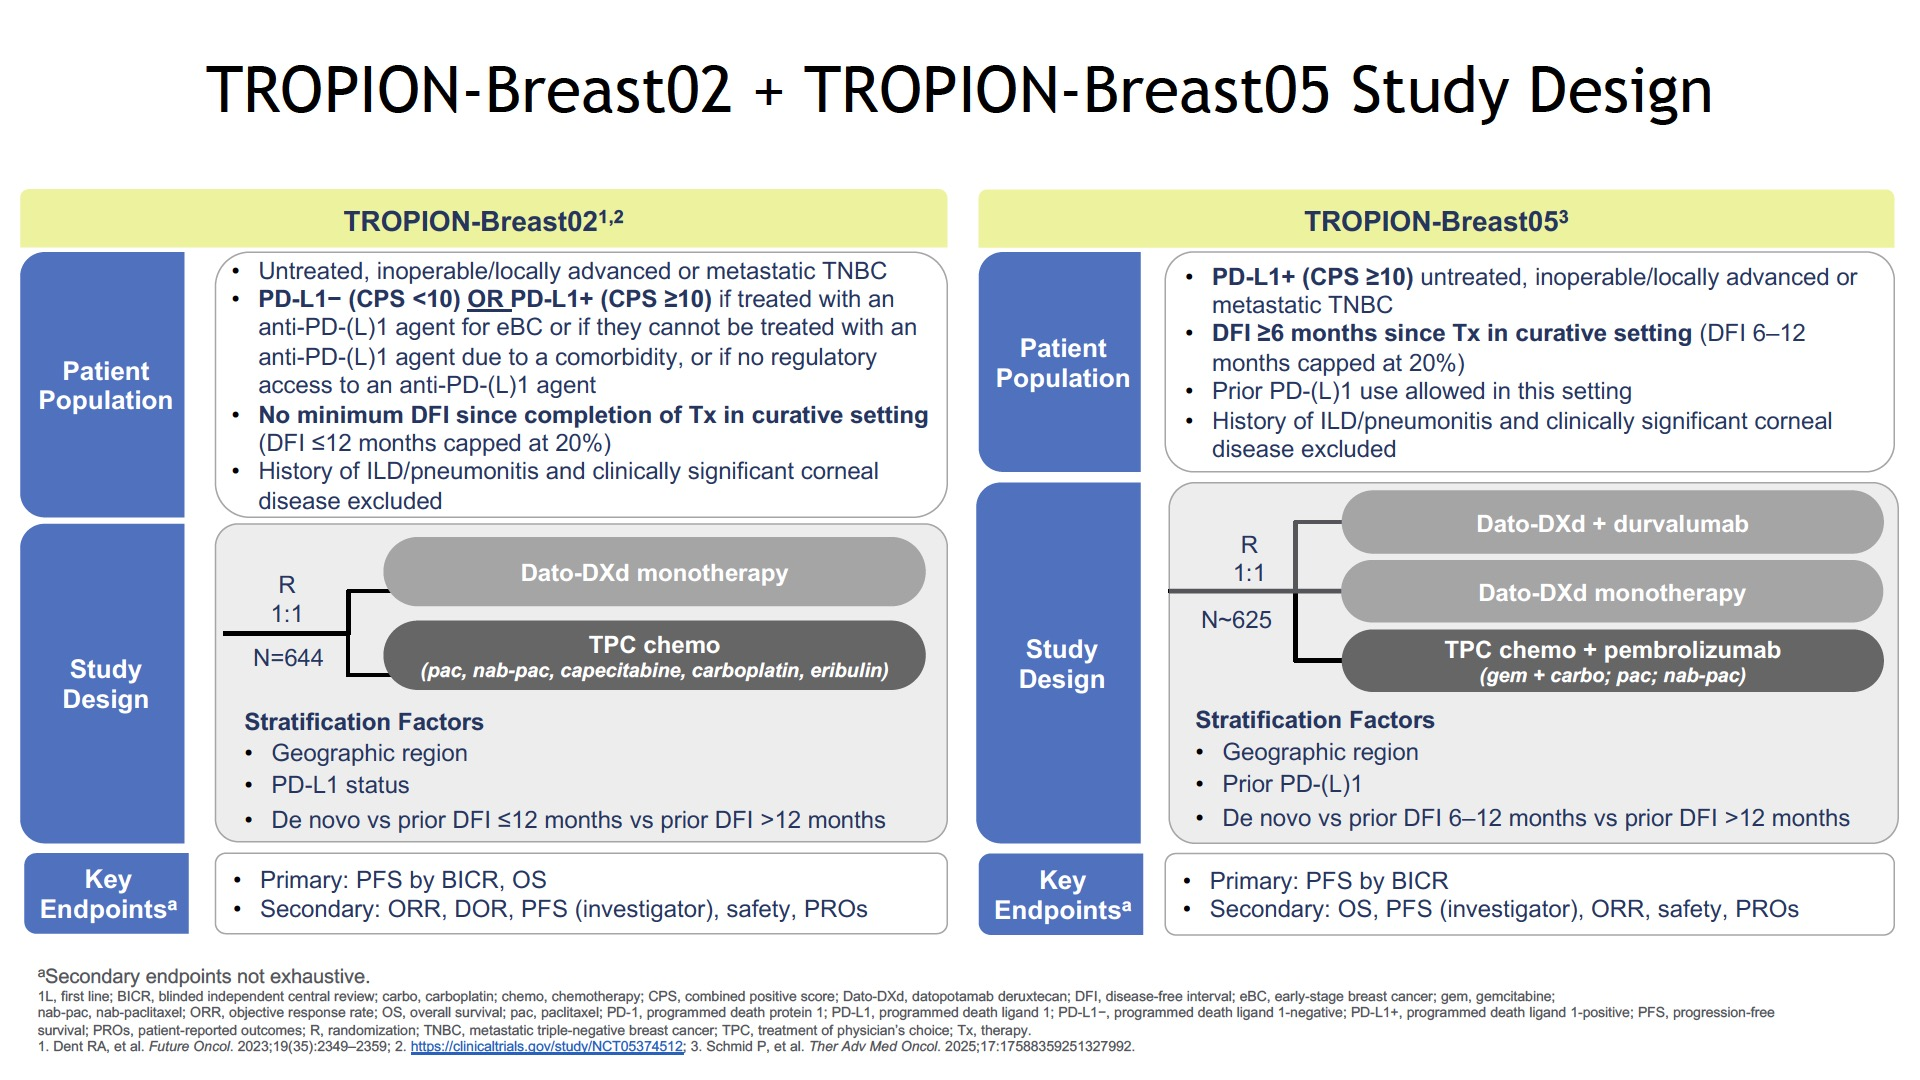 TROPION-Breast02 + TROPION-Breast05 Study Design
TROPION-Breast02¹,²
Patient
Population
• Untreated, inoperable/locally advanced or metastatic TNBC
• PD-L1− (CPS <10) OR PD-L1+ (CPS ≥10) if treated with an
anti-PD-(L)1 agent for eBC or if they cannot be treated with an
anti-PD-(L)1 agent due to a comorbidity, or if no regulatory
access to an anti-PD-(L)1 agent
• No minimum DFI since completion of Tx in curative setting
(DFI ≤12 months capped at 20%)
• History of ILD/pneumonitis and clinically significant corneal
disease excluded
Study
Design
R
1:1
N=644
Dato-DXd monotherapy
TPC chemo
(pac, nab-pac, capecitabine, carboplatin, eribulin)
Stratification Factors
• Geographic region
• PD-L1 status
• De novo vs prior DFI ≤12 months vs prior DFI >12 months
Key
Endpointsᵃ
• Primary: PFS by BICR, OS
• Secondary: ORR, DOR, PFS (investigator), safety, PROs
TROPION-Breast05³
Patient
Population
• PD-L1+ (CPS ≥10) untreated, inoperable/locally advanced or
metastatic TNBC
• DFI ≥6 months since Tx in curative setting (DFI 6–12
months capped at 20%)
• Prior PD-(L)1 use allowed in this setting
• History of ILD/pneumonitis and clinically significant corneal
disease excluded
Study
Design
R
1:1
N~625
Dato-DXd + durvalumab
Dato-DXd monotherapy
TPC chemo + pembrolizumab
(gem + carbo; pac; nab-pac)
Stratification Factors
• Geographic region
• Prior PD-(L)1
• De novo vs prior DFI 6–12 months vs prior DFI >12 months
Key
Endpointsᵃ
• Primary: PFS by BICR
• Secondary: OS, PFS (investigator), ORR, safety, PROs
ᵃSecondary endpoints not exhaustive.
1L, first line; BICR, blinded independent central review; carbo, carboplatin; chemo, chemotherapy; CPS, combined positive score; Dato-DXd, datopotamab deruxtecan; DFI, disease-free interval; eBC, early-stage breast cancer; gem, gemcitabine;
nab-pac, nab-paclitaxel; ORR, objective response rate; OS, overall survival; pac, paclitaxel; PD-1, programmed death protein 1; PD-L1, programmed death ligand 1; PD-L1−, programmed death ligand 1-negative; PD-L1+, programmed death ligand 1-positive; PFS, progression-free
survival; PROs, patient-reported outcomes; R, randomization; TNBC, metastatic triple-negative breast cancer; TPC, treatment of physician's choice; Tx, therapy.
1. Dent RA, et al. Future Oncol. 2023;19(35):2349–2359; 2. https://clinicaltrials.gov/study/NCT05374512; 3. Schmid P, et al. Ther Adv Med Oncol. 2025;17:17588359251327992.